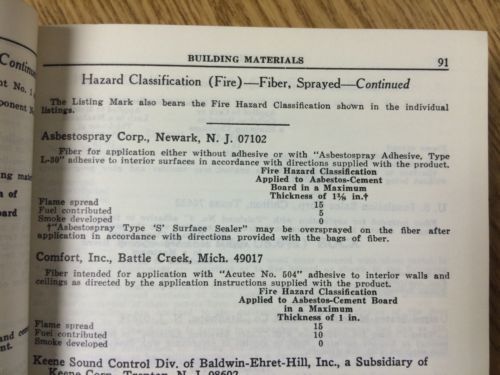 BUILDING MATERIALS 91
Hazard Classification (Fire)—Fiber, Sprayed—Continued
The Listing Mark also bears the Fire Hazard Classification shown in the individual
listings.
Asbestospray Corp., Newark, N. J. 07102
Fiber for application either without adhesive or with "Asbestospray Adhesive, Type
L-30" adhesive to interior surfaces in accordance with directions supplied with the product.
Fire Hazard Classification
Applied to Asbestos-Cement
Board in a Maximum
Thickness of 1⅝ in.†
Flame spread 15
Fuel contributed 5
Smoke developed 0
†"Asbestospray Type 'S' Surface Sealer" may be oversprayed on the fiber after
application in accordance with directions provided with the bags of fiber.
Comfort, Inc., Battle Creek, Mich. 49017
Fiber intended for application with "Acutec No. 504" adhesive to interior walls and
ceilings as directed by the application instructions supplied with the product.
Fire Hazard Classification
Applied to Asbestos-Cement Board
in a Maximum
Thickness of 1 in.
Flame spread 15
Fuel contributed 10
Smoke developed 0
Keene Sound Control Div. of Baldwin-Ehret-Hill, Inc., a Subsidiary of
Keene Corp., Trenton, N. J. 08602